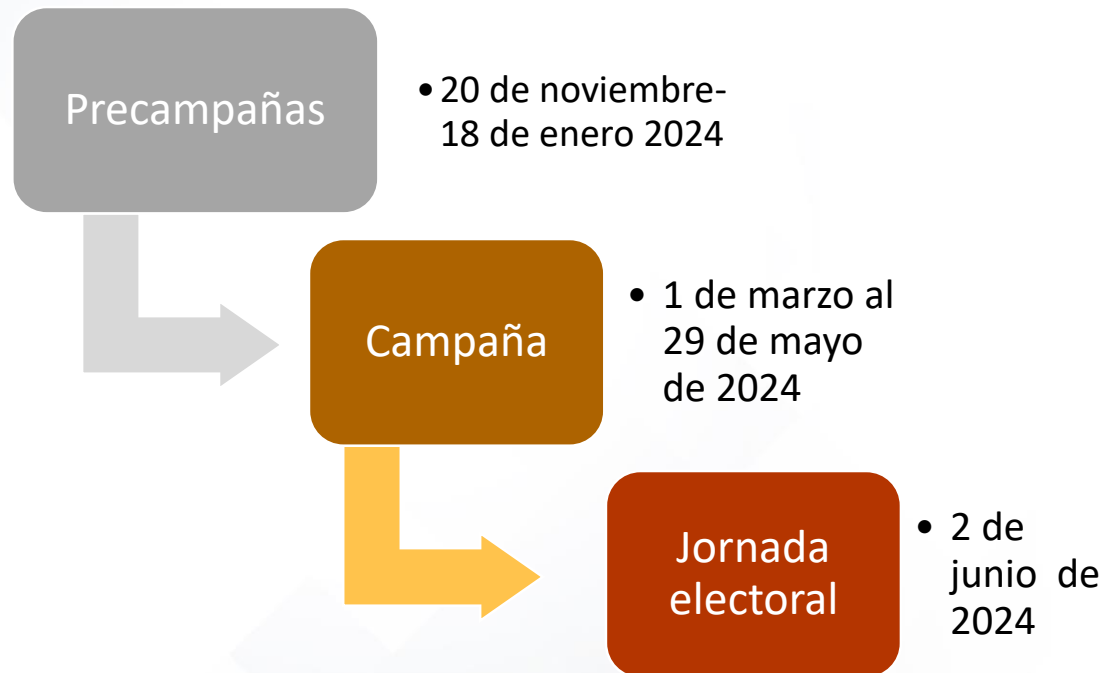 Precampañas
• 20 de noviembre-
18 de enero 2024
Campaña
• 1 de marzo al
29 de mayo
de 2024
Jornada
electoral
• 2 de
junio de
2024